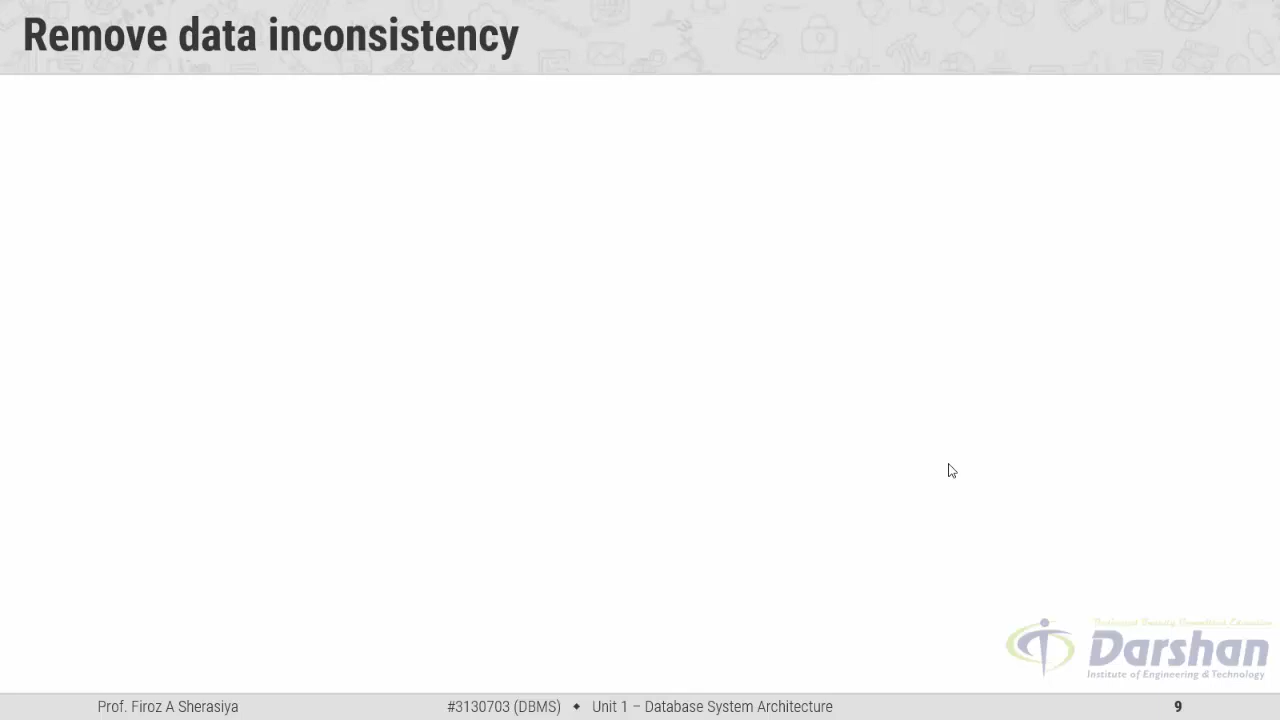 Remove data inconsistency
Darshan
Institute of Engineering & Technology
Prof. Firoz A Sherasiya
#3130703 (DBMS) ◆ Unit 1 – Database System Architecture
9